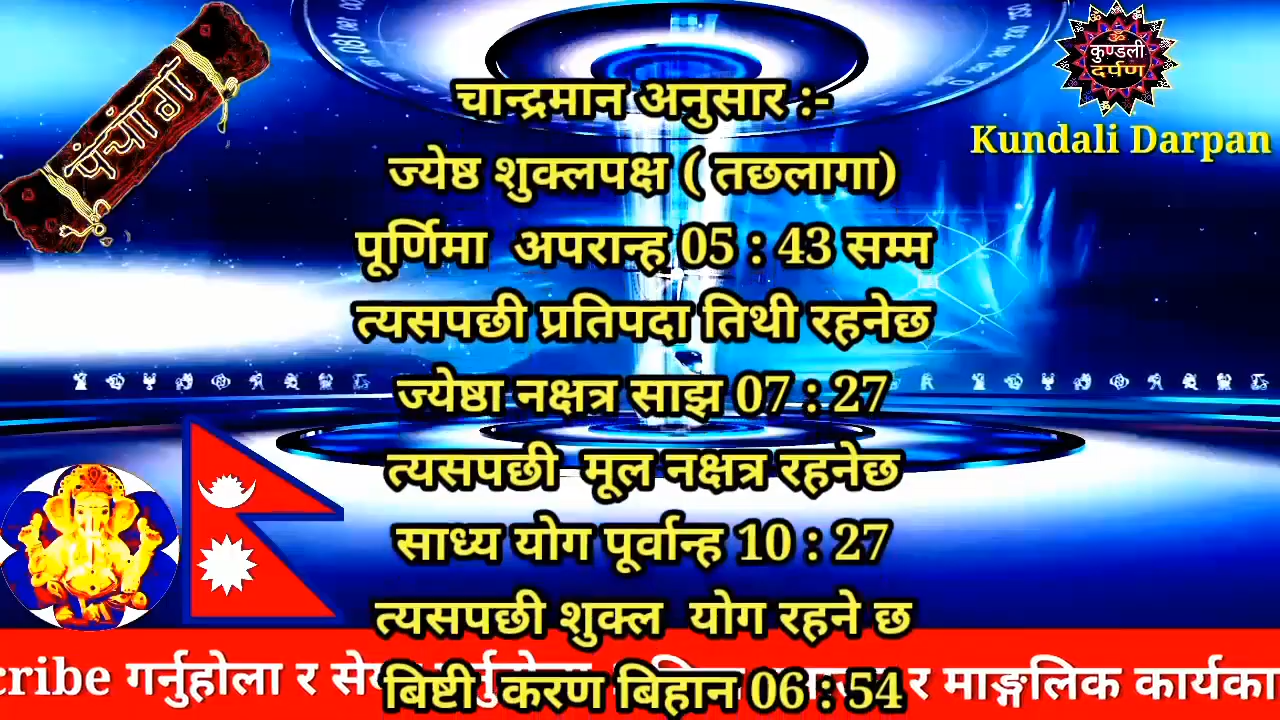 पंचांग
कुण्डली
दर्पण
Kundali Darpan
चान्द्रमान अनुसार :-
ज्येष्ठ शुक्लपक्ष ( तछलागा)
पूर्णिमा अपरान्ह 05 : 43 सम्म
त्यसपछी प्रतिपदा तिथी रहनेछ
ज्येष्ठा नक्षत्र साझ 07 : 27
त्यसपछी मूल नक्षत्र रहनेछ
साध्य योग पूर्वान्ह 10 : 27
त्यसपछी शुक्ल योग रहने छ
बिष्टी करण बिहान 06 : 54
cribe गर्नुहोला र र माङ्गलिक कार्यका